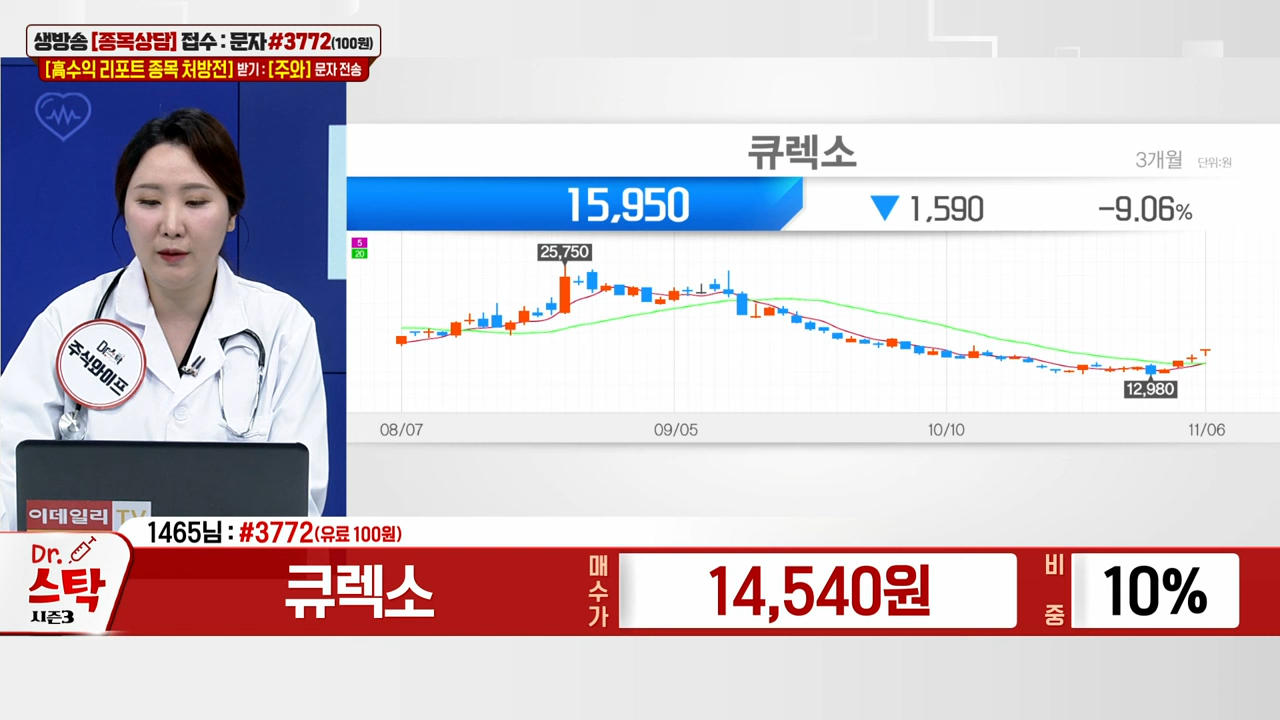 생방송 [종목상담] 접수 : 문자#3772(100원)
[高수익 리포트 종목 처방전] 받기 : [주와] 문자 전송
큐렉소
3개월 단위:원
15,950 ▼ 1,590 -9.06%
5
20
25,750
12,980
08/07 09/05 10/10 11/06
Dr.스탁
주식와이프
이데일리 TV
1465님 : #3772(유료 100원)
Dr.
스탁
시즌3
큐렉소 매수가 14,540원 비중 10%